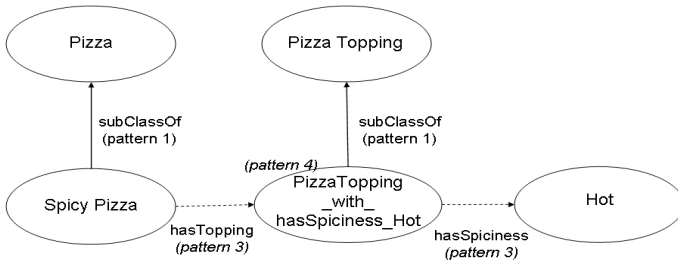 Pizza
Pizza Topping
subClassOf
(pattern 1)
subClassOf
(pattern 1)
(pattern 4)
Spicy Pizza
PizzaTopping
_with_
hasSpiciness_Hot
Hot
hasTopping
(pattern 3)
hasSpiciness
(pattern 3)